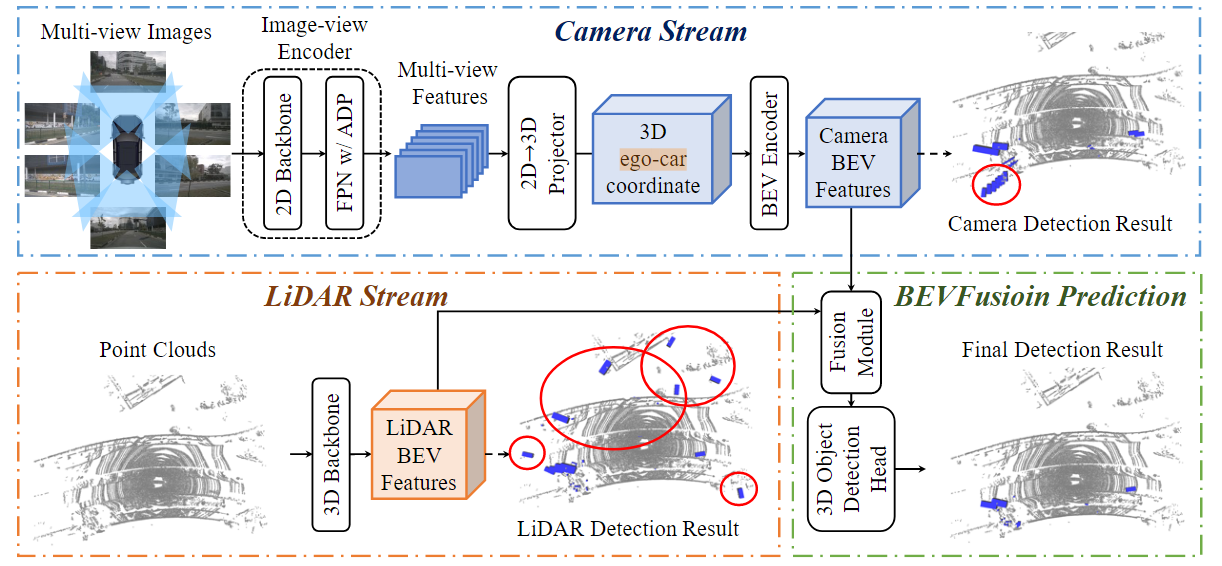 Camera Stream
Multi-view Images
Image-view
Encoder
2D Backbone
FPN w/ ADP
Multi-view
Features
2D→3D
Projector
3D
ego-car
coordinate
BEV Encoder
Camera
BEV
Features
Camera Detection Result
LiDAR Stream
Point Clouds
3D Backbone
LiDAR
BEV
Features
LiDAR Detection Result
BEVFusioin Prediction
Fusion
Module
3D Object
Detection
Head
Final Detection Result